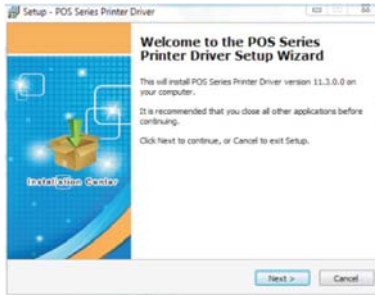 Setup - POS Series Printer Driver
Welcome to the POS Series
Printer Driver Setup Wizard
This will install POS Series Printer Driver version 11.3.0.0 on
your computer.
It is recommended that you close all other applications before
continuing.
Click Next to continue, or Cancel to exit Setup.
Installation Center
Next >
Cancel